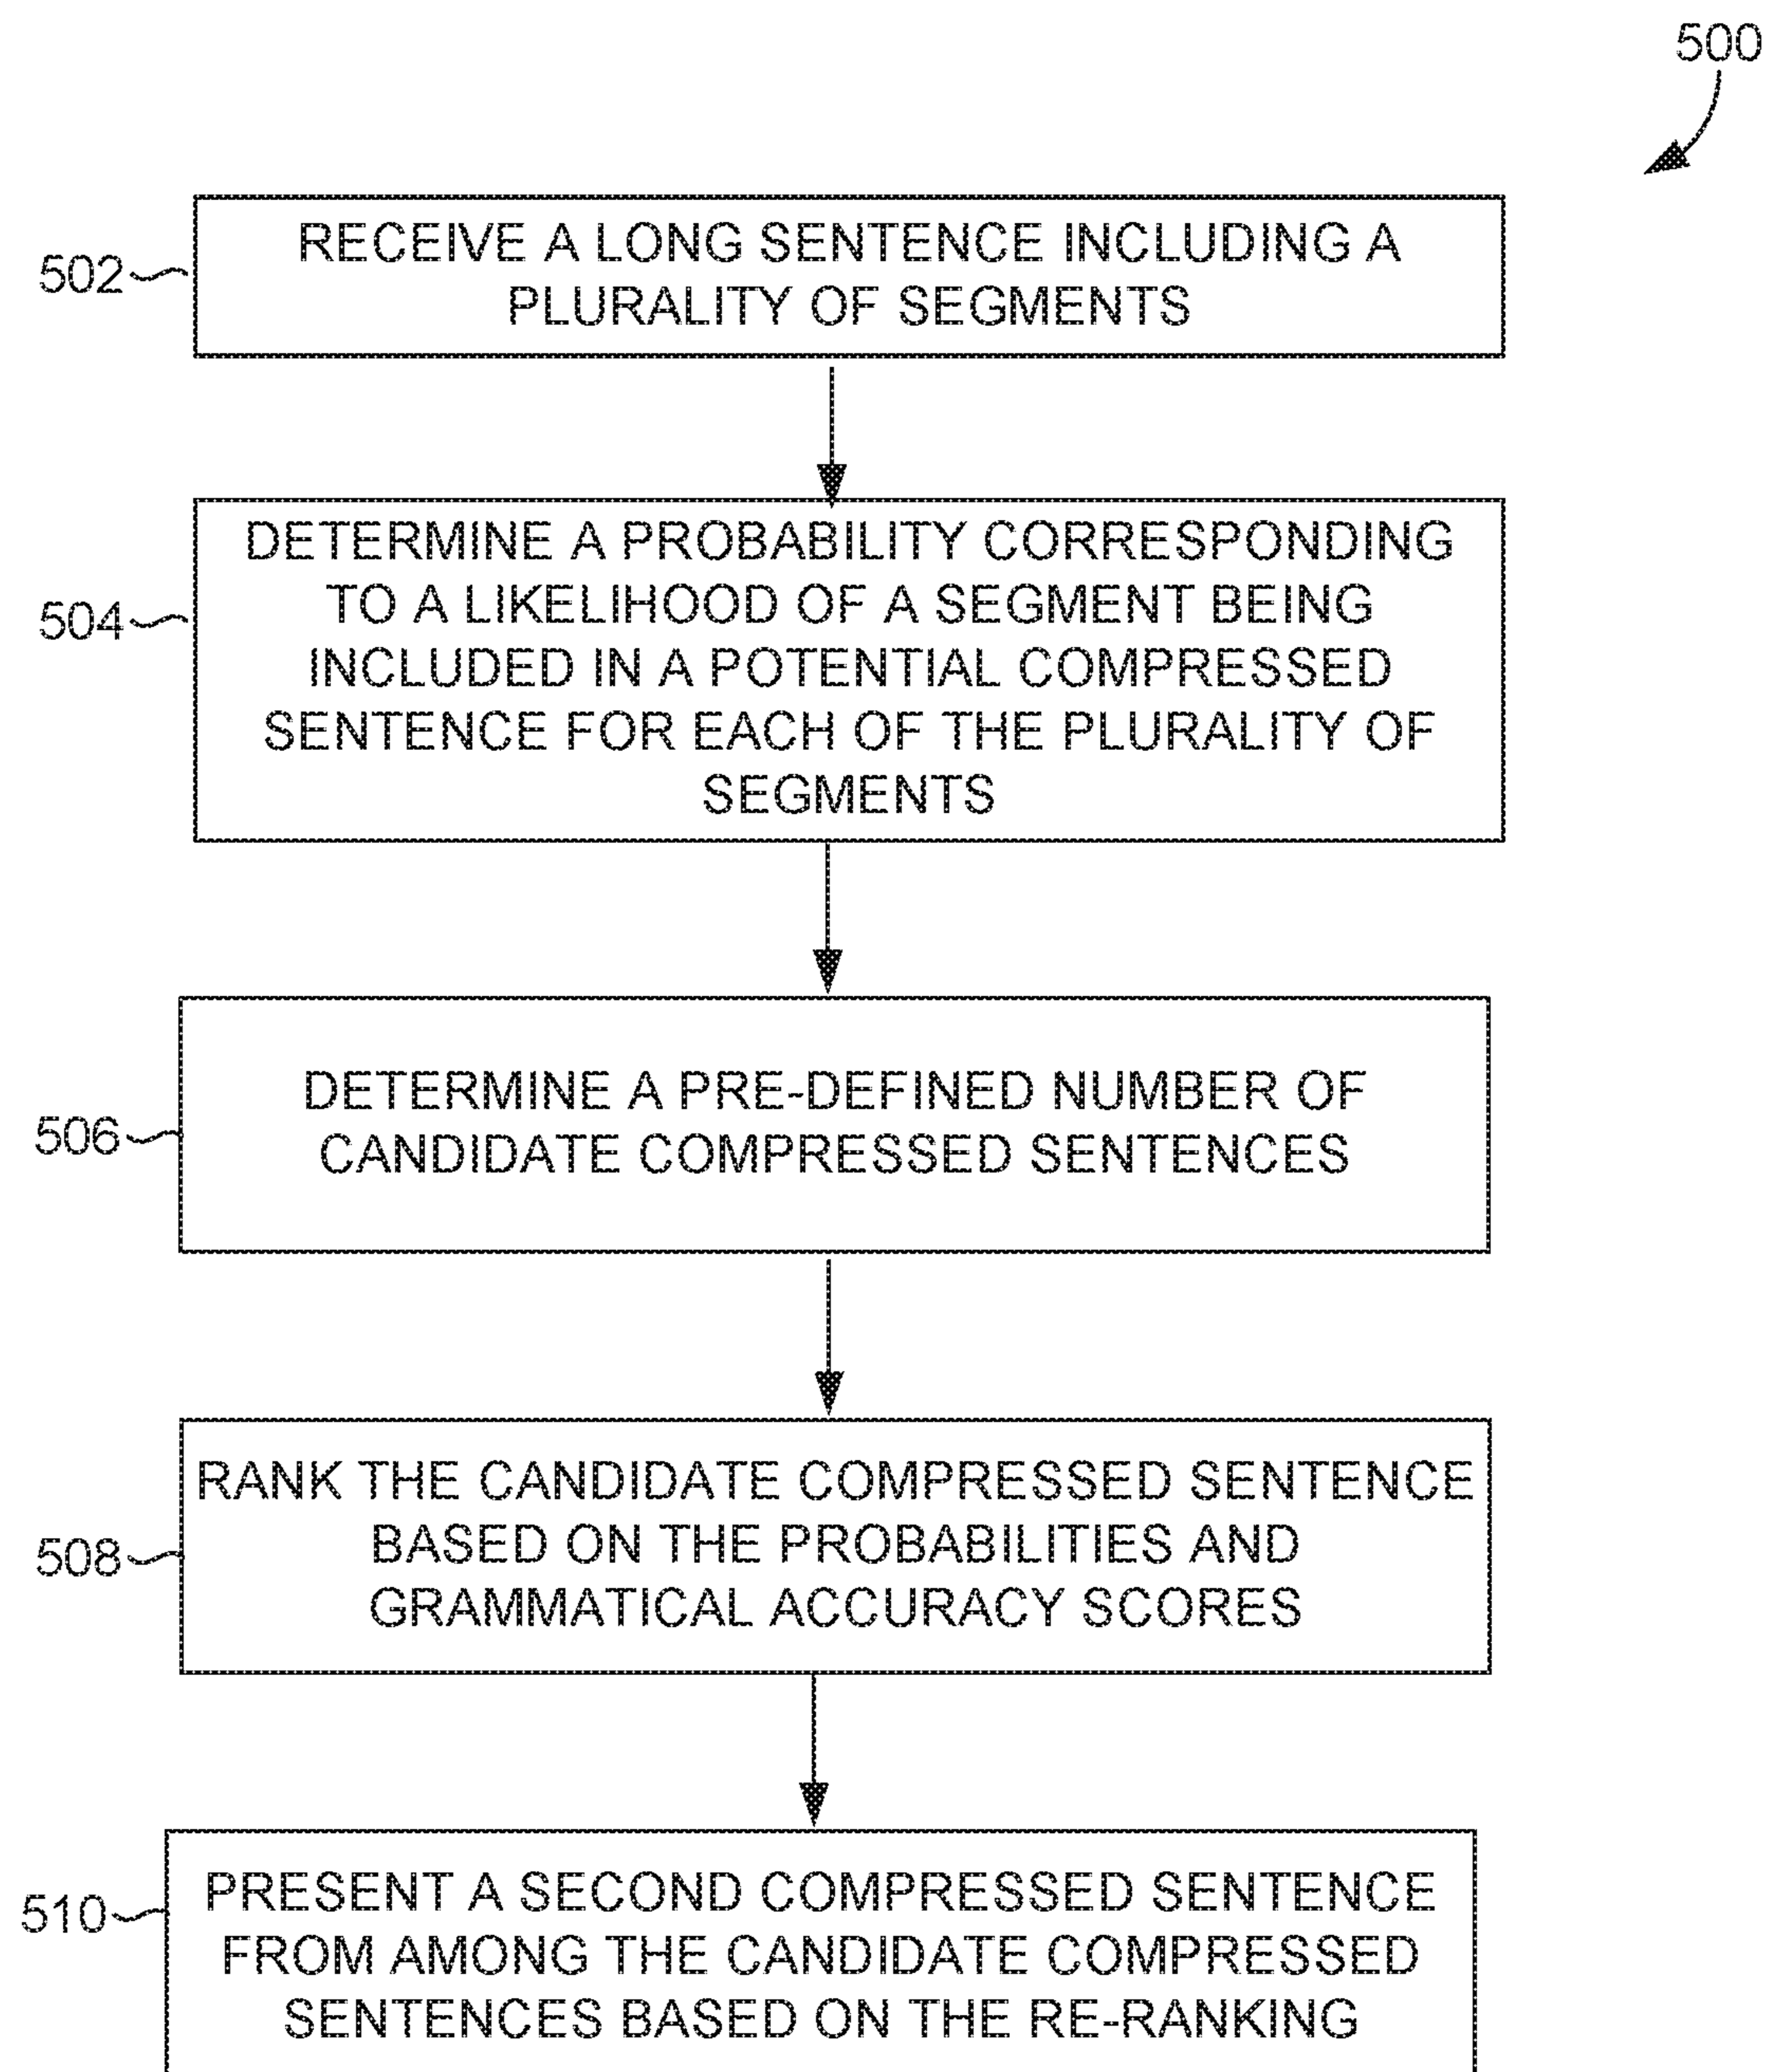 500
502
RECEIVE A LONG SENTENCE INCLUDING A
PLURALITY OF SEGMENTS
504
DETERMINE A PROBABILITY CORRESPONDING
TO A LIKELIHOOD OF A SEGMENT BEING
INCLUDED IN A POTENTIAL COMPRESSED
SENTENCE FOR EACH OF THE PLURALITY OF
SEGMENTS
506
DETERMINE A PRE-DEFINED NUMBER OF
CANDIDATE COMPRESSED SENTENCES
508
RANK THE CANDIDATE COMPRESSED SENTENCE
BASED ON THE PROBABILITIES AND
GRAMMATICAL ACCURACY SCORES
510
PRESENT A SECOND COMPRESSED SENTENCE
FROM AMONG THE CANDIDATE COMPRESSED
SENTENCES BASED ON THE RE-RANKING